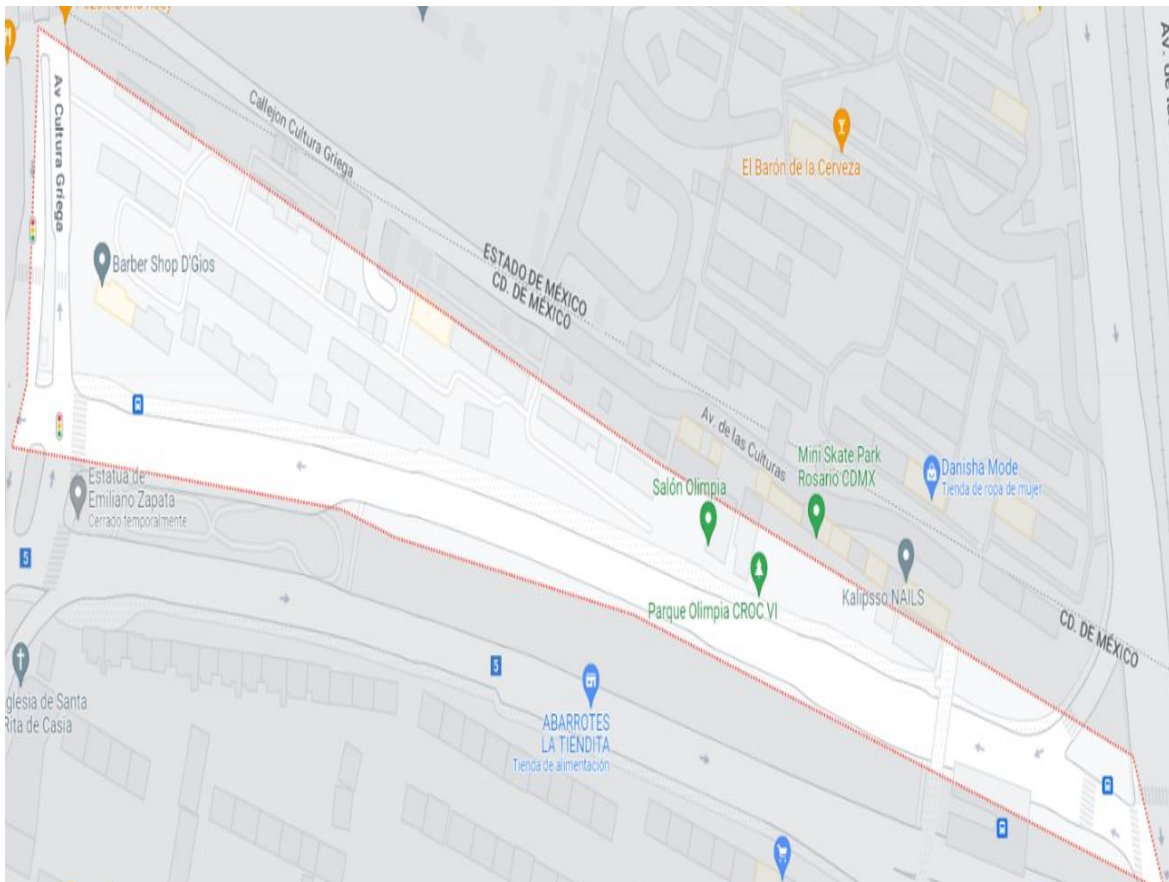 Av Cultura Griega
Callejon Cultura Griega
El Barón de la Cerveza
Barber Shop D'Gios
ESTADO DE MÉXICO
CD. DE MÉXICO
Av. de las Culturas
Mini Skate Park
Rosario CDMX
Danisha Mode
Tienda de ropa de mujer
Salón Olimpia
Estatua de
Emiliano Zapata
Cerrado temporalmente
5
Kalipsso NAILS
Parque Olimpia CROC VI
CD. DE MÉXICO
5
glesia de Santa
Rita de Casia
ABARROTES
LA TIENDITA
Tienda de alimentación